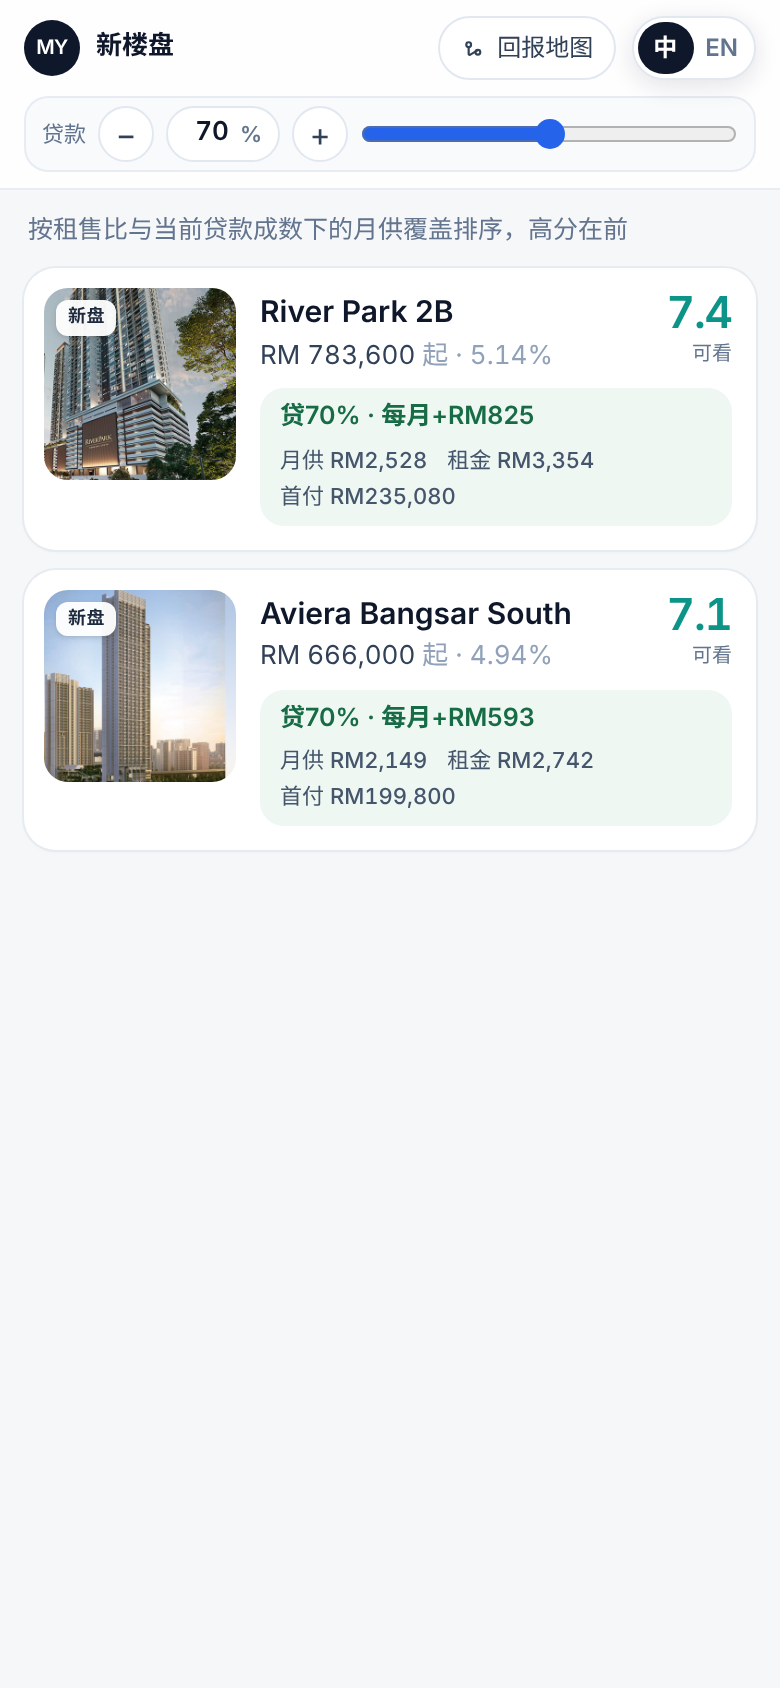 MY 新楼盘 回报地图 中 EN
贷款 − 70 % +
按租售比与当前贷款成数下的月供覆盖排序，高分在前
新盘
RIVER PARK
River Park 2B 7.4
RM 783,600 起 · 5.14% 可看
贷70% · 每月+RM825
月供 RM2,528 租金 RM3,354
首付 RM235,080
新盘
Aviera Bangsar South 7.1
RM 666,000 起 · 4.94% 可看
贷70% · 每月+RM593
月供 RM2,149 租金 RM2,742
首付 RM199,800